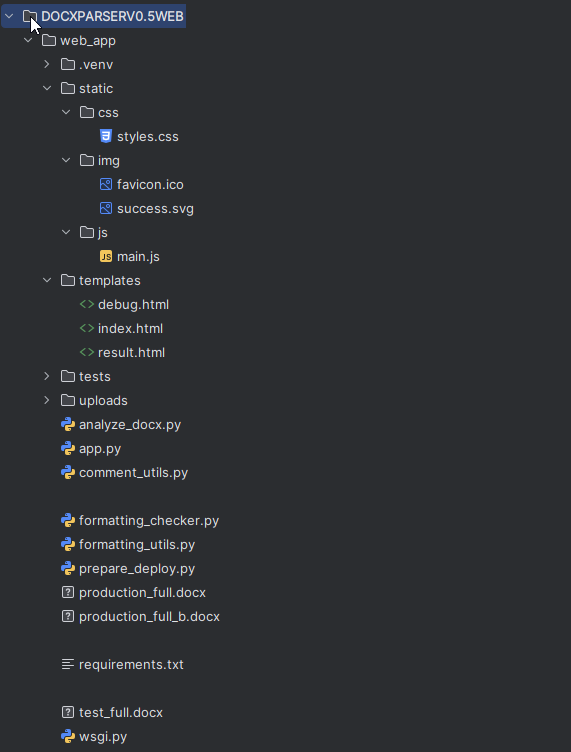 DOCXPARSERV0.5WEB
web_app
.venv
static
css
styles.css
img
favicon.ico
success.svg
js
JS main.js
templates
debug.html
index.html
result.html
tests
uploads
analyze_docx.py
app.py
comment_utils.py
formatting_checker.py
formatting_utils.py
prepare_deploy.py
production_full.docx
production_full_b.docx
requirements.txt
test_full.docx
wsgi.py